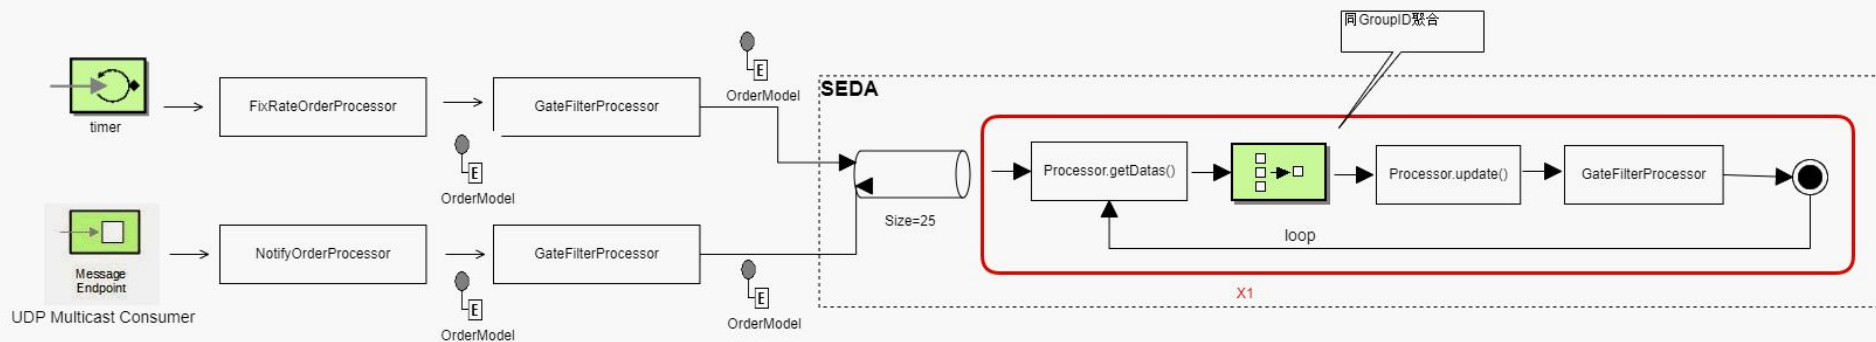 同GroupID聚合
E
OrderModel
SEDA
timer
FixRateOrderProcessor
GateFilterProcessor
E
OrderModel
Size=25
Processor.getDatas()
Processor.update()
GateFilterProcessor
loop
X1
Message
Endpoint
UDP Multicast Consumer
NotifyOrderProcessor
GateFilterProcessor
E
OrderModel
E
OrderModel